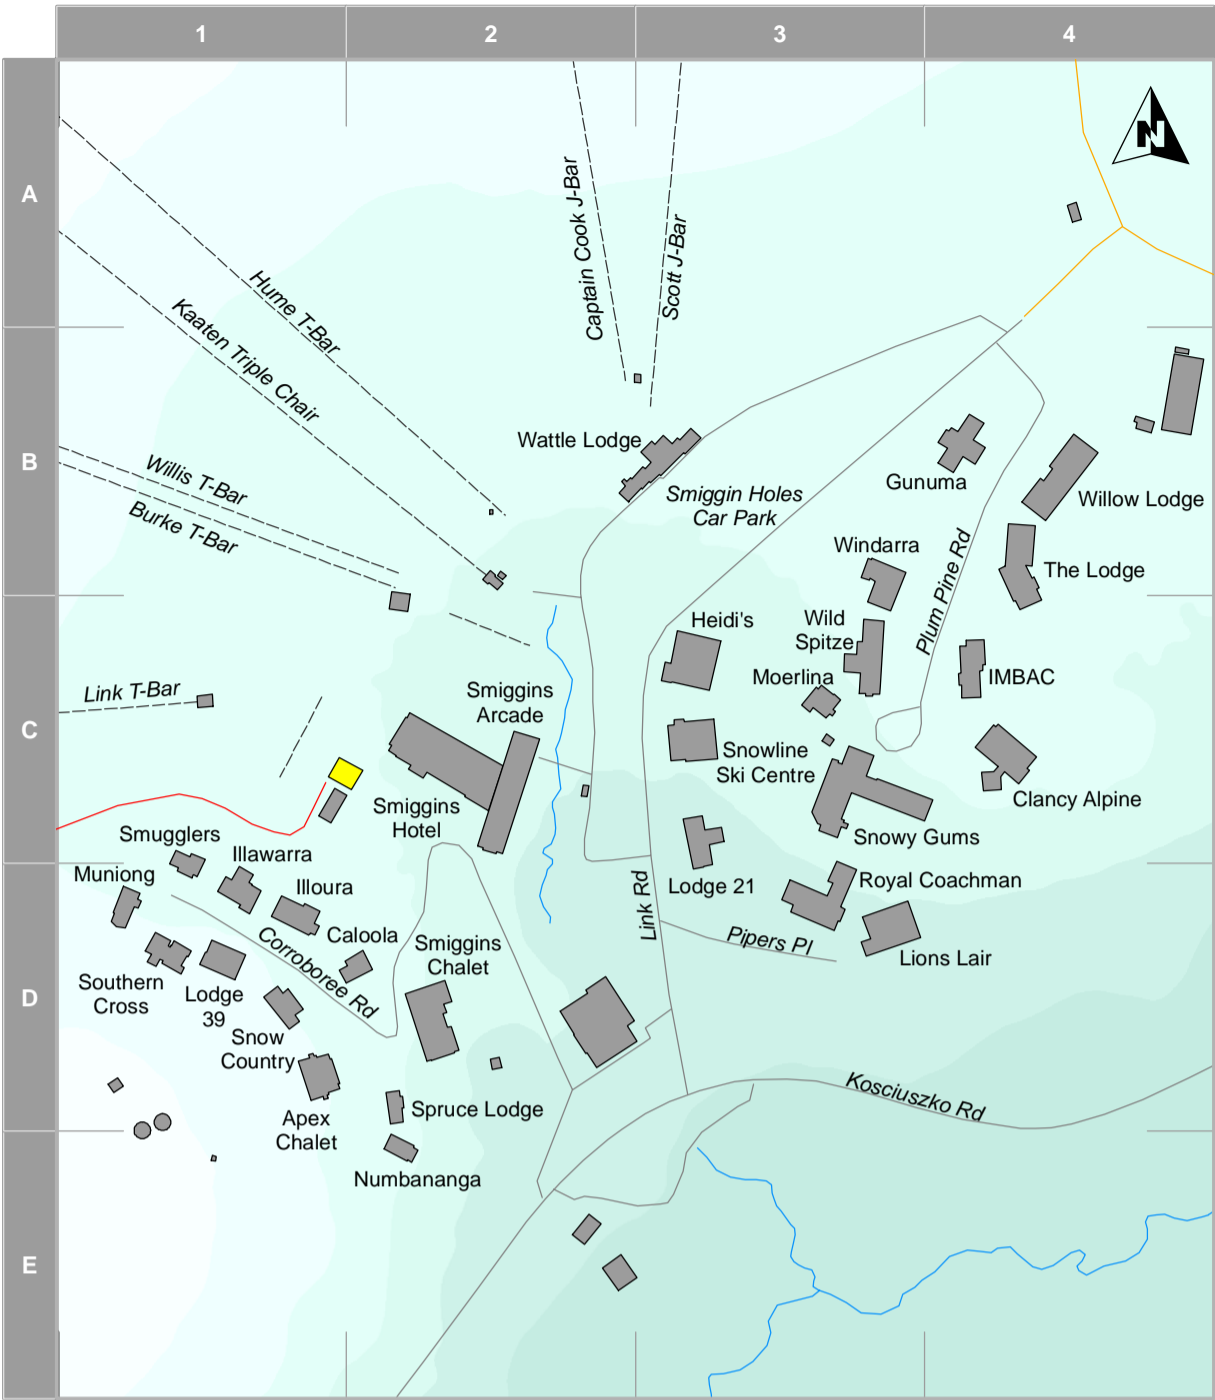 1
2
3
4
A
B
C
D
E
N
Captain Cook J-Bar
Scott J-Bar
Hume T-Bar
Kaaten Triple Chair
Wattle Lodge
Willis T-Bar
Burke T-Bar
Smiggin Holes
Car Park
Gunuma
Willow Lodge
Windarra
Plum Pine Rd
The Lodge
Heidi's
Wild
Spitze
Moerlina
IMBAC
Link T-Bar
Smiggins
Arcade
Snowline
Ski Centre
Smiggins
Hotel
Clancy Alpine
Snowy Gums
Smugglers
Illawarra
Muniong
Illoura
Lodge 21
Royal Coachman
Link Rd
Pipers Pl
Caloola
Smiggins
Chalet
Corroboree Rd
Lions Lair
Southern
Cross
Lodge
39
Snow
Country
Kosciuszko Rd
Apex
Chalet
Spruce Lodge
Numbananga